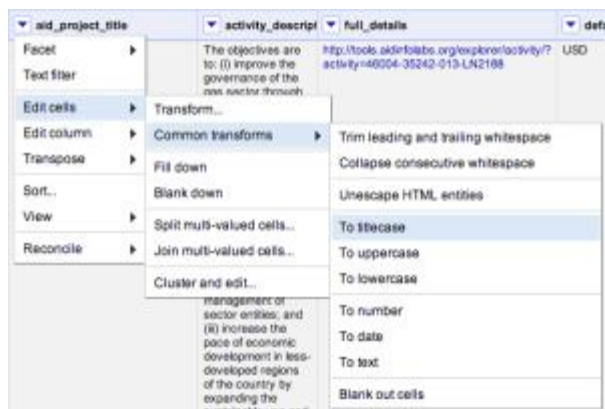 aid_project_title
activity_descript
full_details
defa
The objectives are
to: (i) improve the
governance of the
gas sector through
http://tools.aidinfolabs.org/explorer/activity/?
activity=46004-35242-013-LN2188
USD
Facet
Text filter
Edit cells
Edit column
Transpose
Sort...
View
Reconcile
Transform...
Common transforms
Fill down
Blank down
Split multi-valued cells...
Join multi-valued cells...
Cluster and edit...
Trim leading and trailing whitespace
Collapse consecutive whitespace
Unescape HTML entities
To titlecase
To uppercase
To lowercase
To number
To date
To text
Blank out cells
management of
sector entities; and
(iii) increase the
pace of economic
development in less-
developed regions
of the country by
expanding the